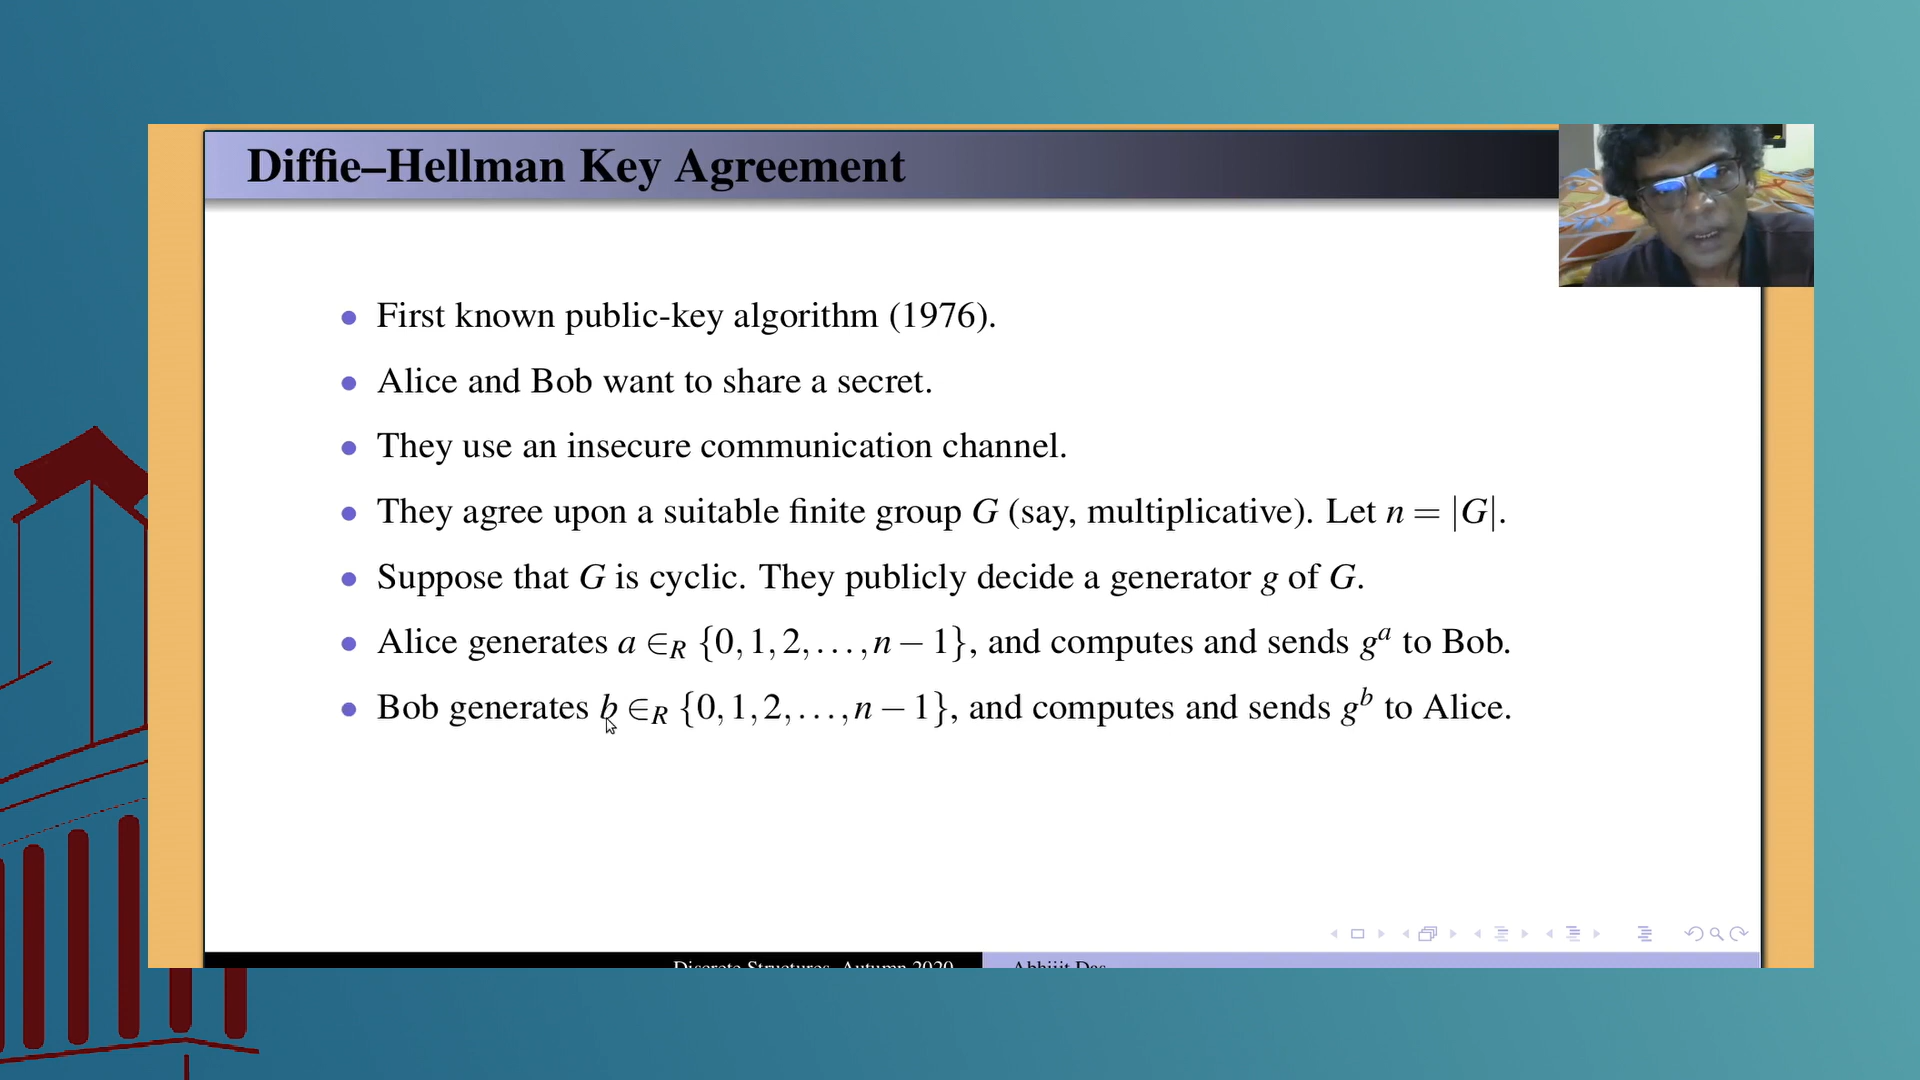 Diffie–Hellman Key Agreement
• First known public-key algorithm (1976).
• Alice and Bob want to share a secret.
• They use an insecure communication channel.
• They agree upon a suitable finite group G (say, multiplicative). Let n = |G|.
• Suppose that G is cyclic. They publicly decide a generator g of G.
• Alice generates a ∈_R {0, 1, 2, . . . , n − 1}, and computes and sends g^a to Bob.
• Bob generates b ∈_R {0, 1, 2, . . . , n − 1}, and computes and sends g^b to Alice.
Discrete Structures, Autumn 2020 Abhijit Das